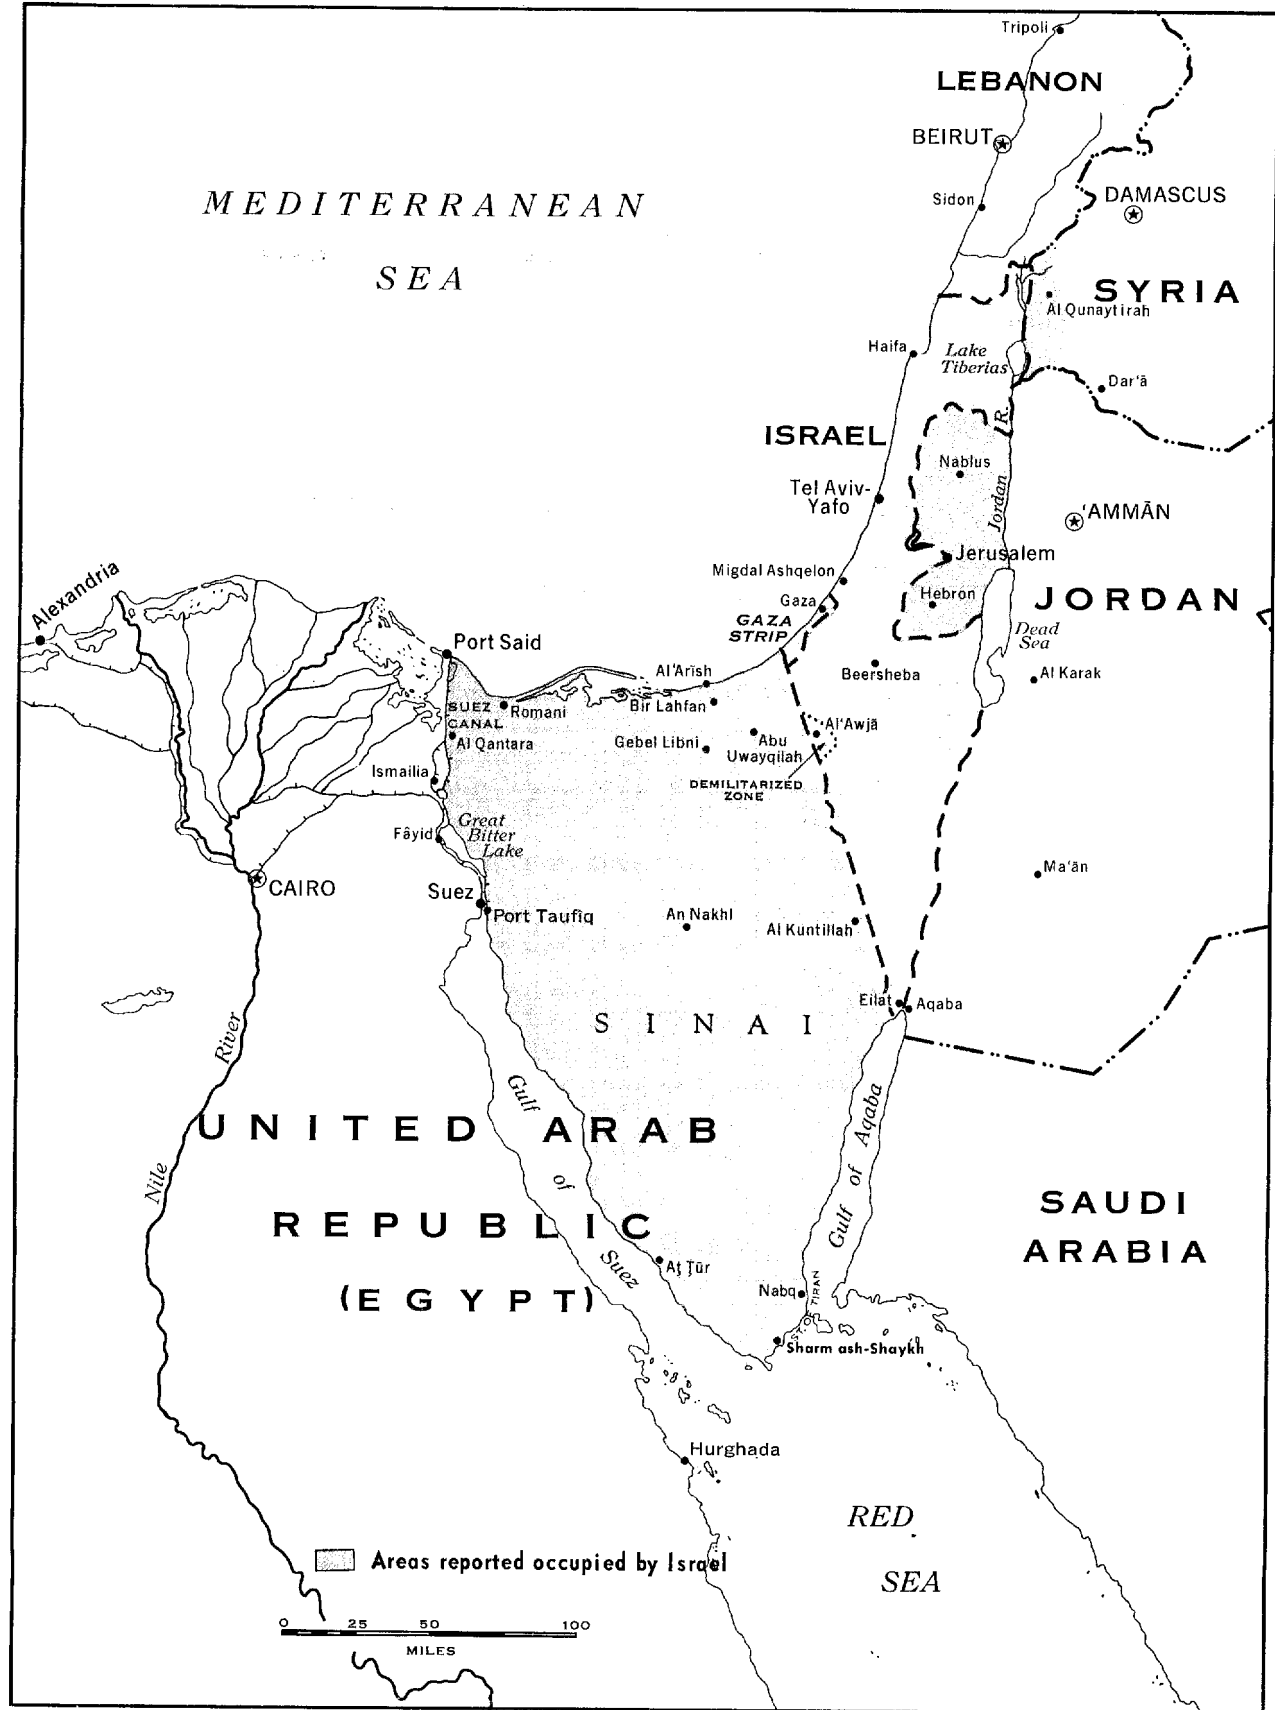 Tripoli
LEBANON
BEIRUT
MEDITERRANEAN
SEA
Sidon
DAMASCUS
SYRIA
Al Qunaytirah
Haifa
Lake
Tiberias
Dar'ā
ISRAEL
Nablus
Tel Aviv-
Yafo
Jordan R.
'AMMĀN
Jerusalem
Migdal Ashqelon
Hebron
JORDAN
Gaza
GAZA
STRIP
Dead
Sea
Alexandria
Port Said
Al'Arīsh
Beersheba
Al Karak
Bir Lahfan
SUEZ
CANAL
Romani
Al Qantara
Gebel Libni
Abu
Uwayqilah
Al'Awjā
DEMILITARIZED
ZONE
Ismailia
Great
Bitter
Lake
Fâyid
CAIRO
Suez
Port Taufiq
An Nakhl
Al Kuntillah
Ma'ān
Eilat
Aqaba
SINAI
Nile River
Gulf of Suez
Gulf of Aqaba
UNITED ARAB
REPUBLIC
(EGYPT)
SAUDI
ARABIA
Aţ Ţūr
Nabq
ST. OF TIRAN
Sharm ash-Shaykh
Hurghada
RED
SEA
Areas reported occupied by Israel
0 25 50 100
MILES